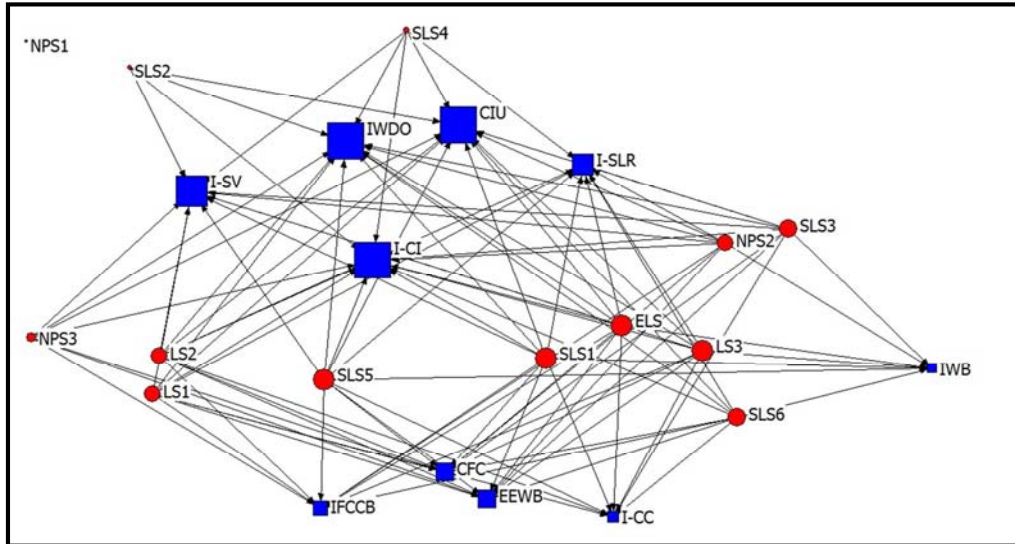 SLS4
NPS1
SLS2
CIU
IWDO
I-SLR
I-SV
SLS3
NPS2
I-CI
ELS
NPS3
LS3
LS2
SLS1
IWB
SLS5
LS1
SLS6
CFC
EEWB
IFCCB
I-CC